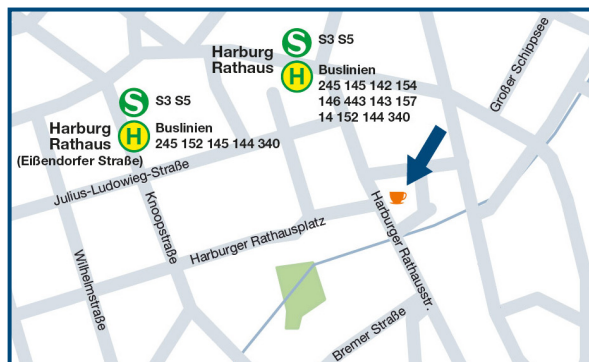 S S3 S5
Harburg
Rathaus
H Buslinien
245 145 142 154
146 443 143 157
14 152 144 340
Großer Schippsee
S S3 S5
Harburg
Rathaus
(Eißendorfer Straße)
H Buslinien
245 152 145 144 340
Julius-Ludowieg-Straße
Knoopstraße
Wilhelmstraße
Harburger Rathausplatz
Harburger Rathausstr.
Bremer Straße